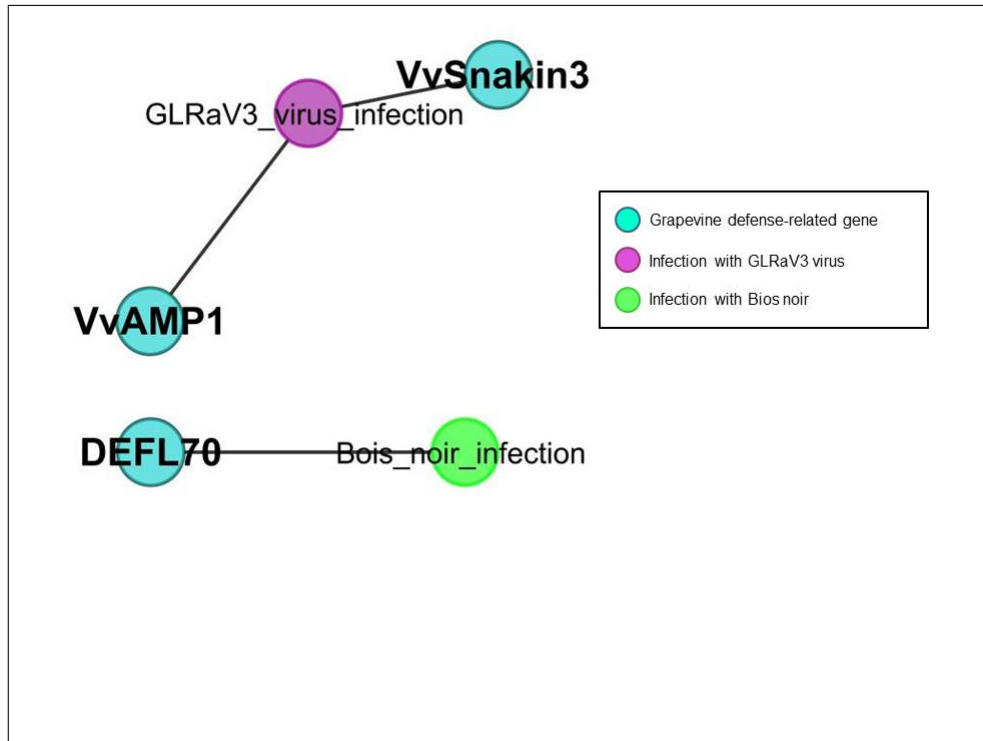 VvSnakin3
GLRaV3_virus_infection
VvAMP1
DEFL70
Bois_noir_infection
Grapevine defense-related gene
Infection with GLRaV3 virus
Infection with Bios noir